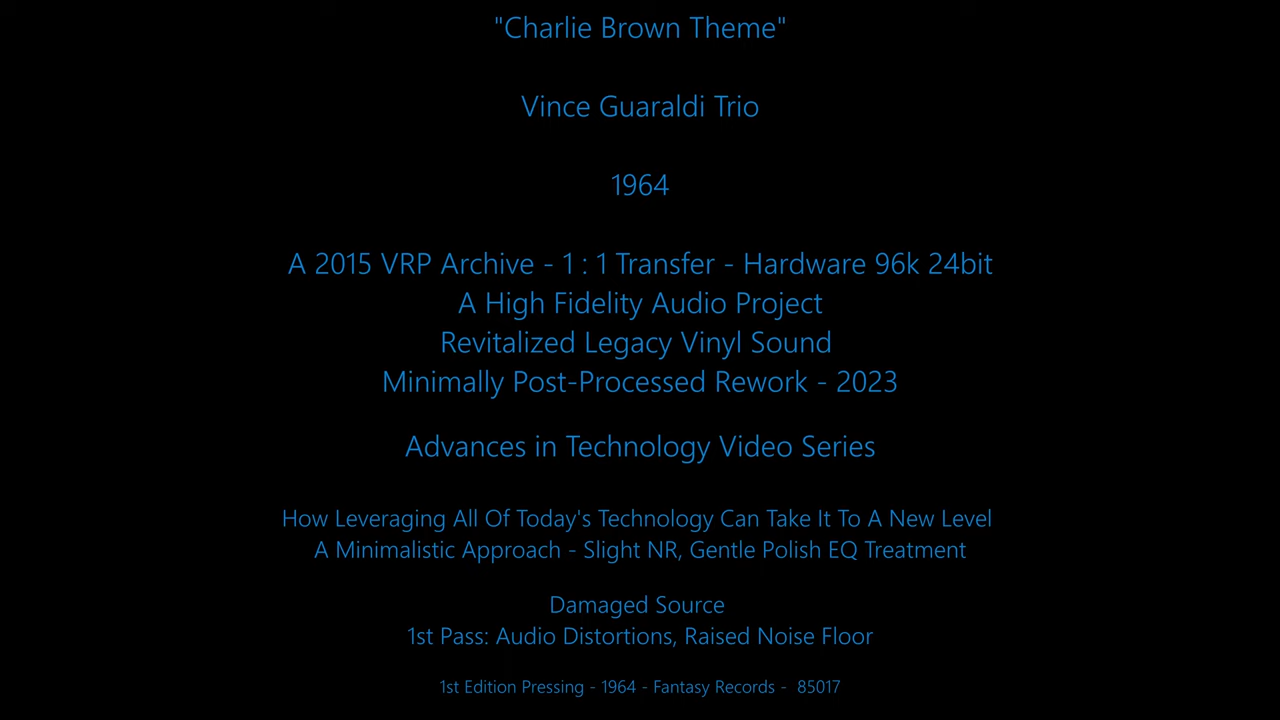 "Charlie Brown Theme"
Vince Guaraldi Trio
1964
A 2015 VRP Archive - 1 : 1 Transfer - Hardware 96k 24bit
A High Fidelity Audio Project
Revitalized Legacy Vinyl Sound
Minimally Post-Processed Rework - 2023
Advances in Technology Video Series
How Leveraging All Of Today's Technology Can Take It To A New Level
A Minimalistic Approach - Slight NR, Gentle Polish EQ Treatment
Damaged Source
1st Pass: Audio Distortions, Raised Noise Floor
1st Edition Pressing - 1964 - Fantasy Records - 85017